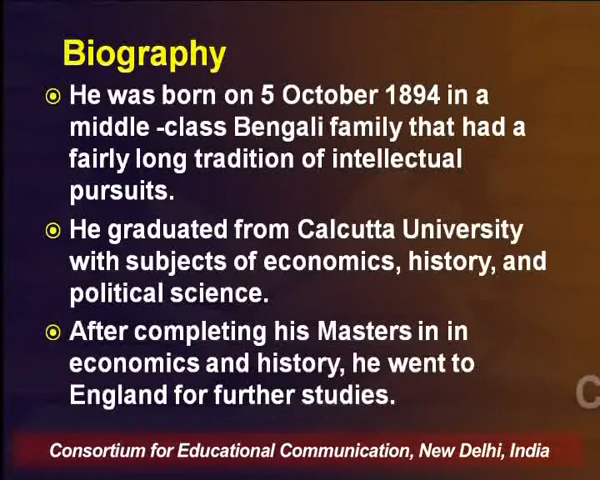 Biography
He was born on 5 October 1894 in a
middle -class Bengali family that had a
fairly long tradition of intellectual
pursuits.
He graduated from Calcutta University
with subjects of economics, history, and
political science.
After completing his Masters in in
economics and history, he went to
England for further studies.
C
Consortium for Educational Communication, New Delhi, India